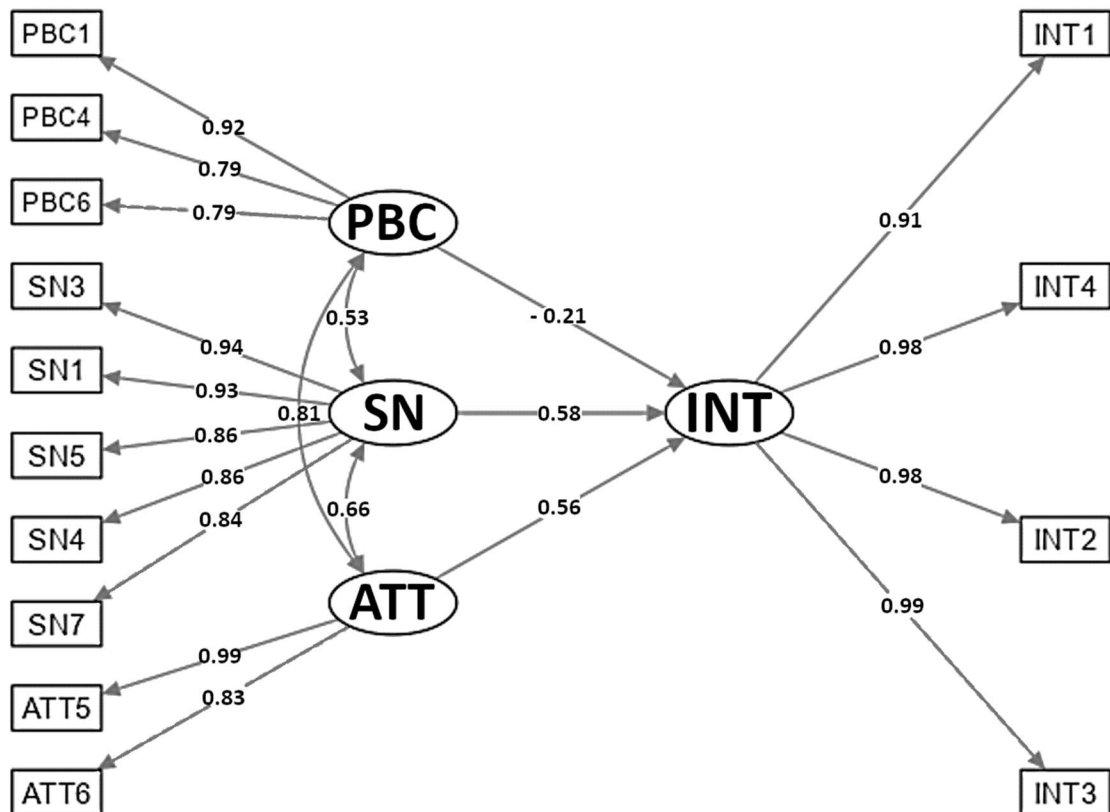 PBC1
INT1
PBC4
0.92
0.79
PBC6
0.79
PBC
0.91
SN3
INT4
0.53
- 0.21
0.94
0.98
SN1
0.93
0.81
SN
0.58
INT
SN5
0.86
0.86
0.98
SN4
0.84
0.66
0.56
INT2
SN7
ATT
0.99
0.99
ATT5
0.83
ATT6
INT3